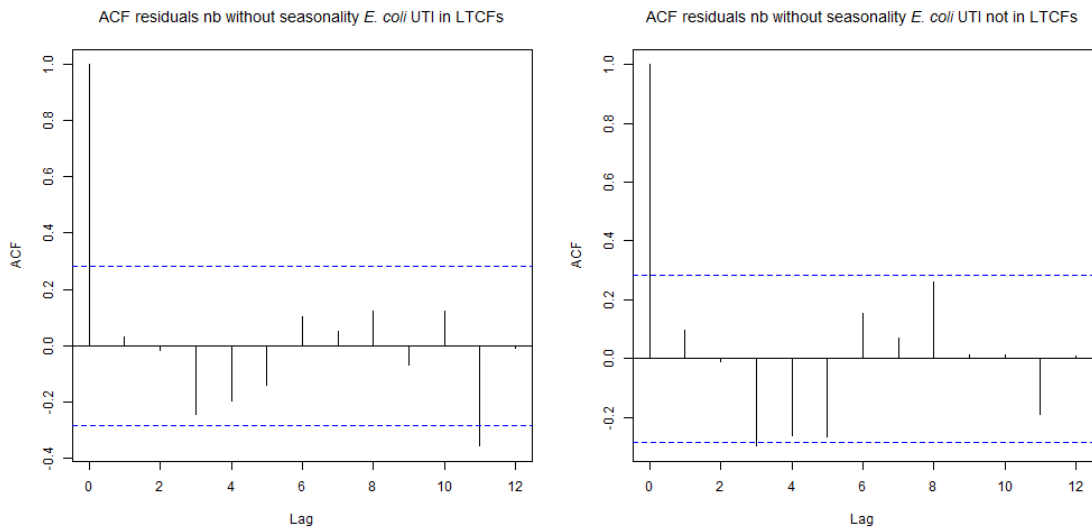 ACF residuals nb without seasonality E. coli UTI in LTCFs
ACF
1.0
0.8
0.6
0.4
0.2
0.0
-0.2
-0.4
0 2 4 6 8 10 12
Lag
ACF residuals nb without seasonality E. coli UTI not in LTCFs
ACF
1.0
0.8
0.6
0.4
0.2
0.0
-0.2
0 2 4 6 8 10 12
Lag